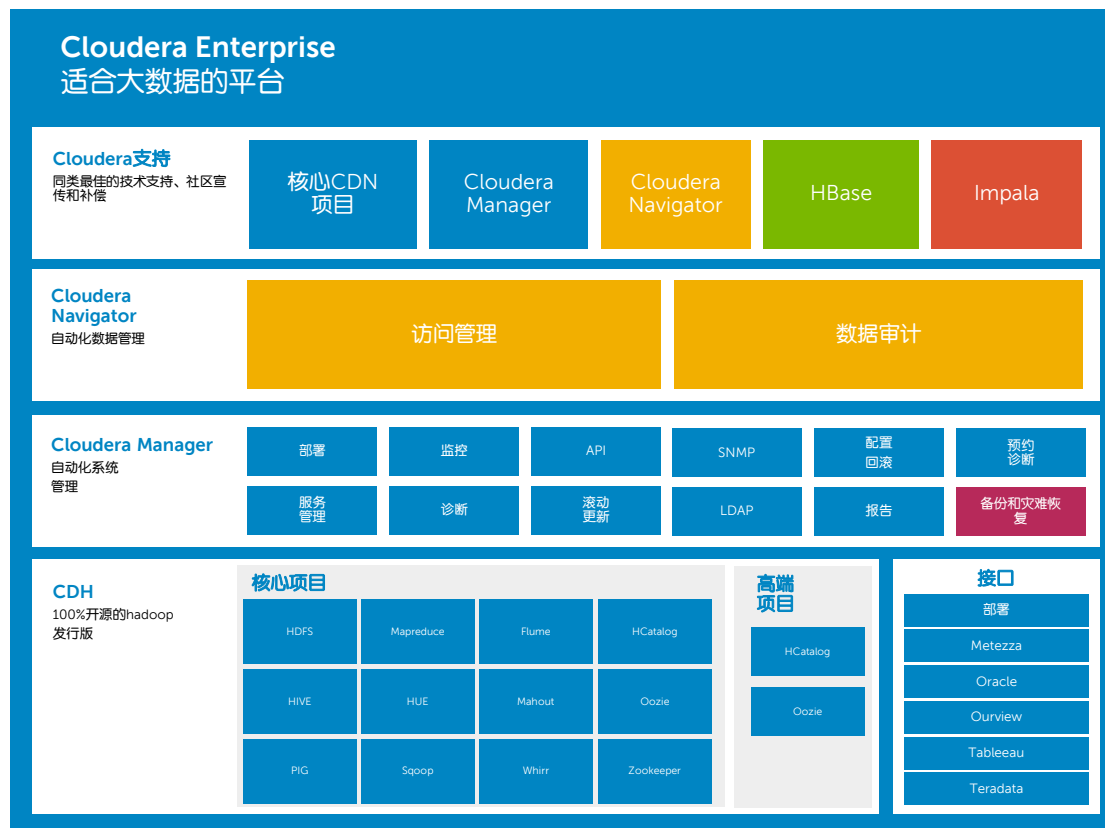 Cloudera Enterprise
适合大数据的平台
Cloudera支持
同类最佳的技术支持、社区宣
传和补偿
核心CDN
项目
Cloudera
Manager
Cloudera
Navigator
HBase
Impala
Cloudera
Navigator
自动化数据管理
访问管理
数据审计
Cloudera Manager
自动化系统
管理
部署
监控
API
SNMP
配置
回滚
预约
诊断
服务
管理
诊断
滚动
更新
LDAP
报告
备份和灾难恢
复
CDH
100%开源的hadoop
发行版
核心项目
HDFS
Mapreduce
Flume
HCatalog
HIVE
HUE
Mahout
Oozie
PIG
Sqoop
Whirr
Zookeeper
高端
项目
HCatalog
Oozie
接口
部署
Metezza
Oracle
Ourview
Tableeau
Teradata